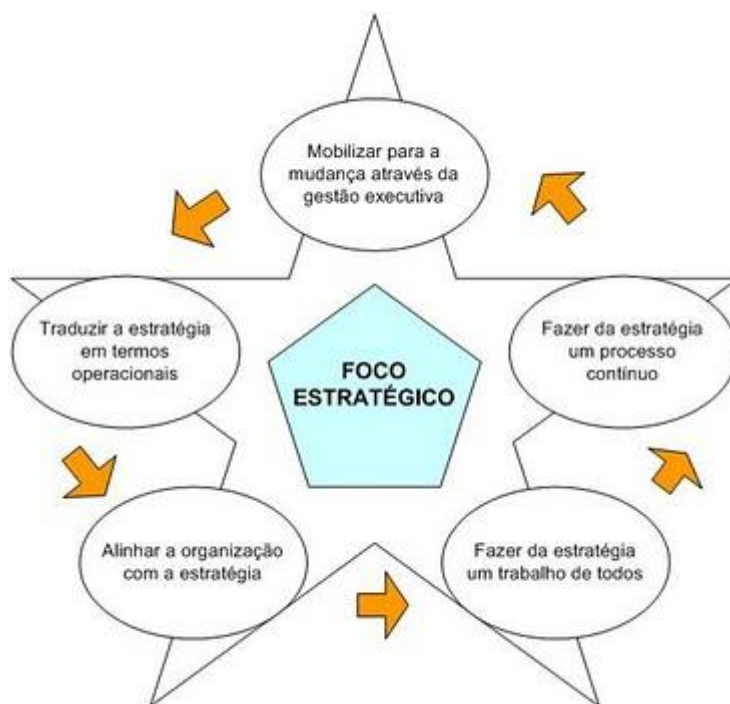 Mobilizar para a
mudança através da
gestão executiva
Traduzir a estratégia
em termos
operacionais
Fazer da estratégia
um processo
contínuo
FOCO
ESTRATÉGICO
Alinhar a organização
com a estratégia
Fazer da estratégia
um trabalho de todos